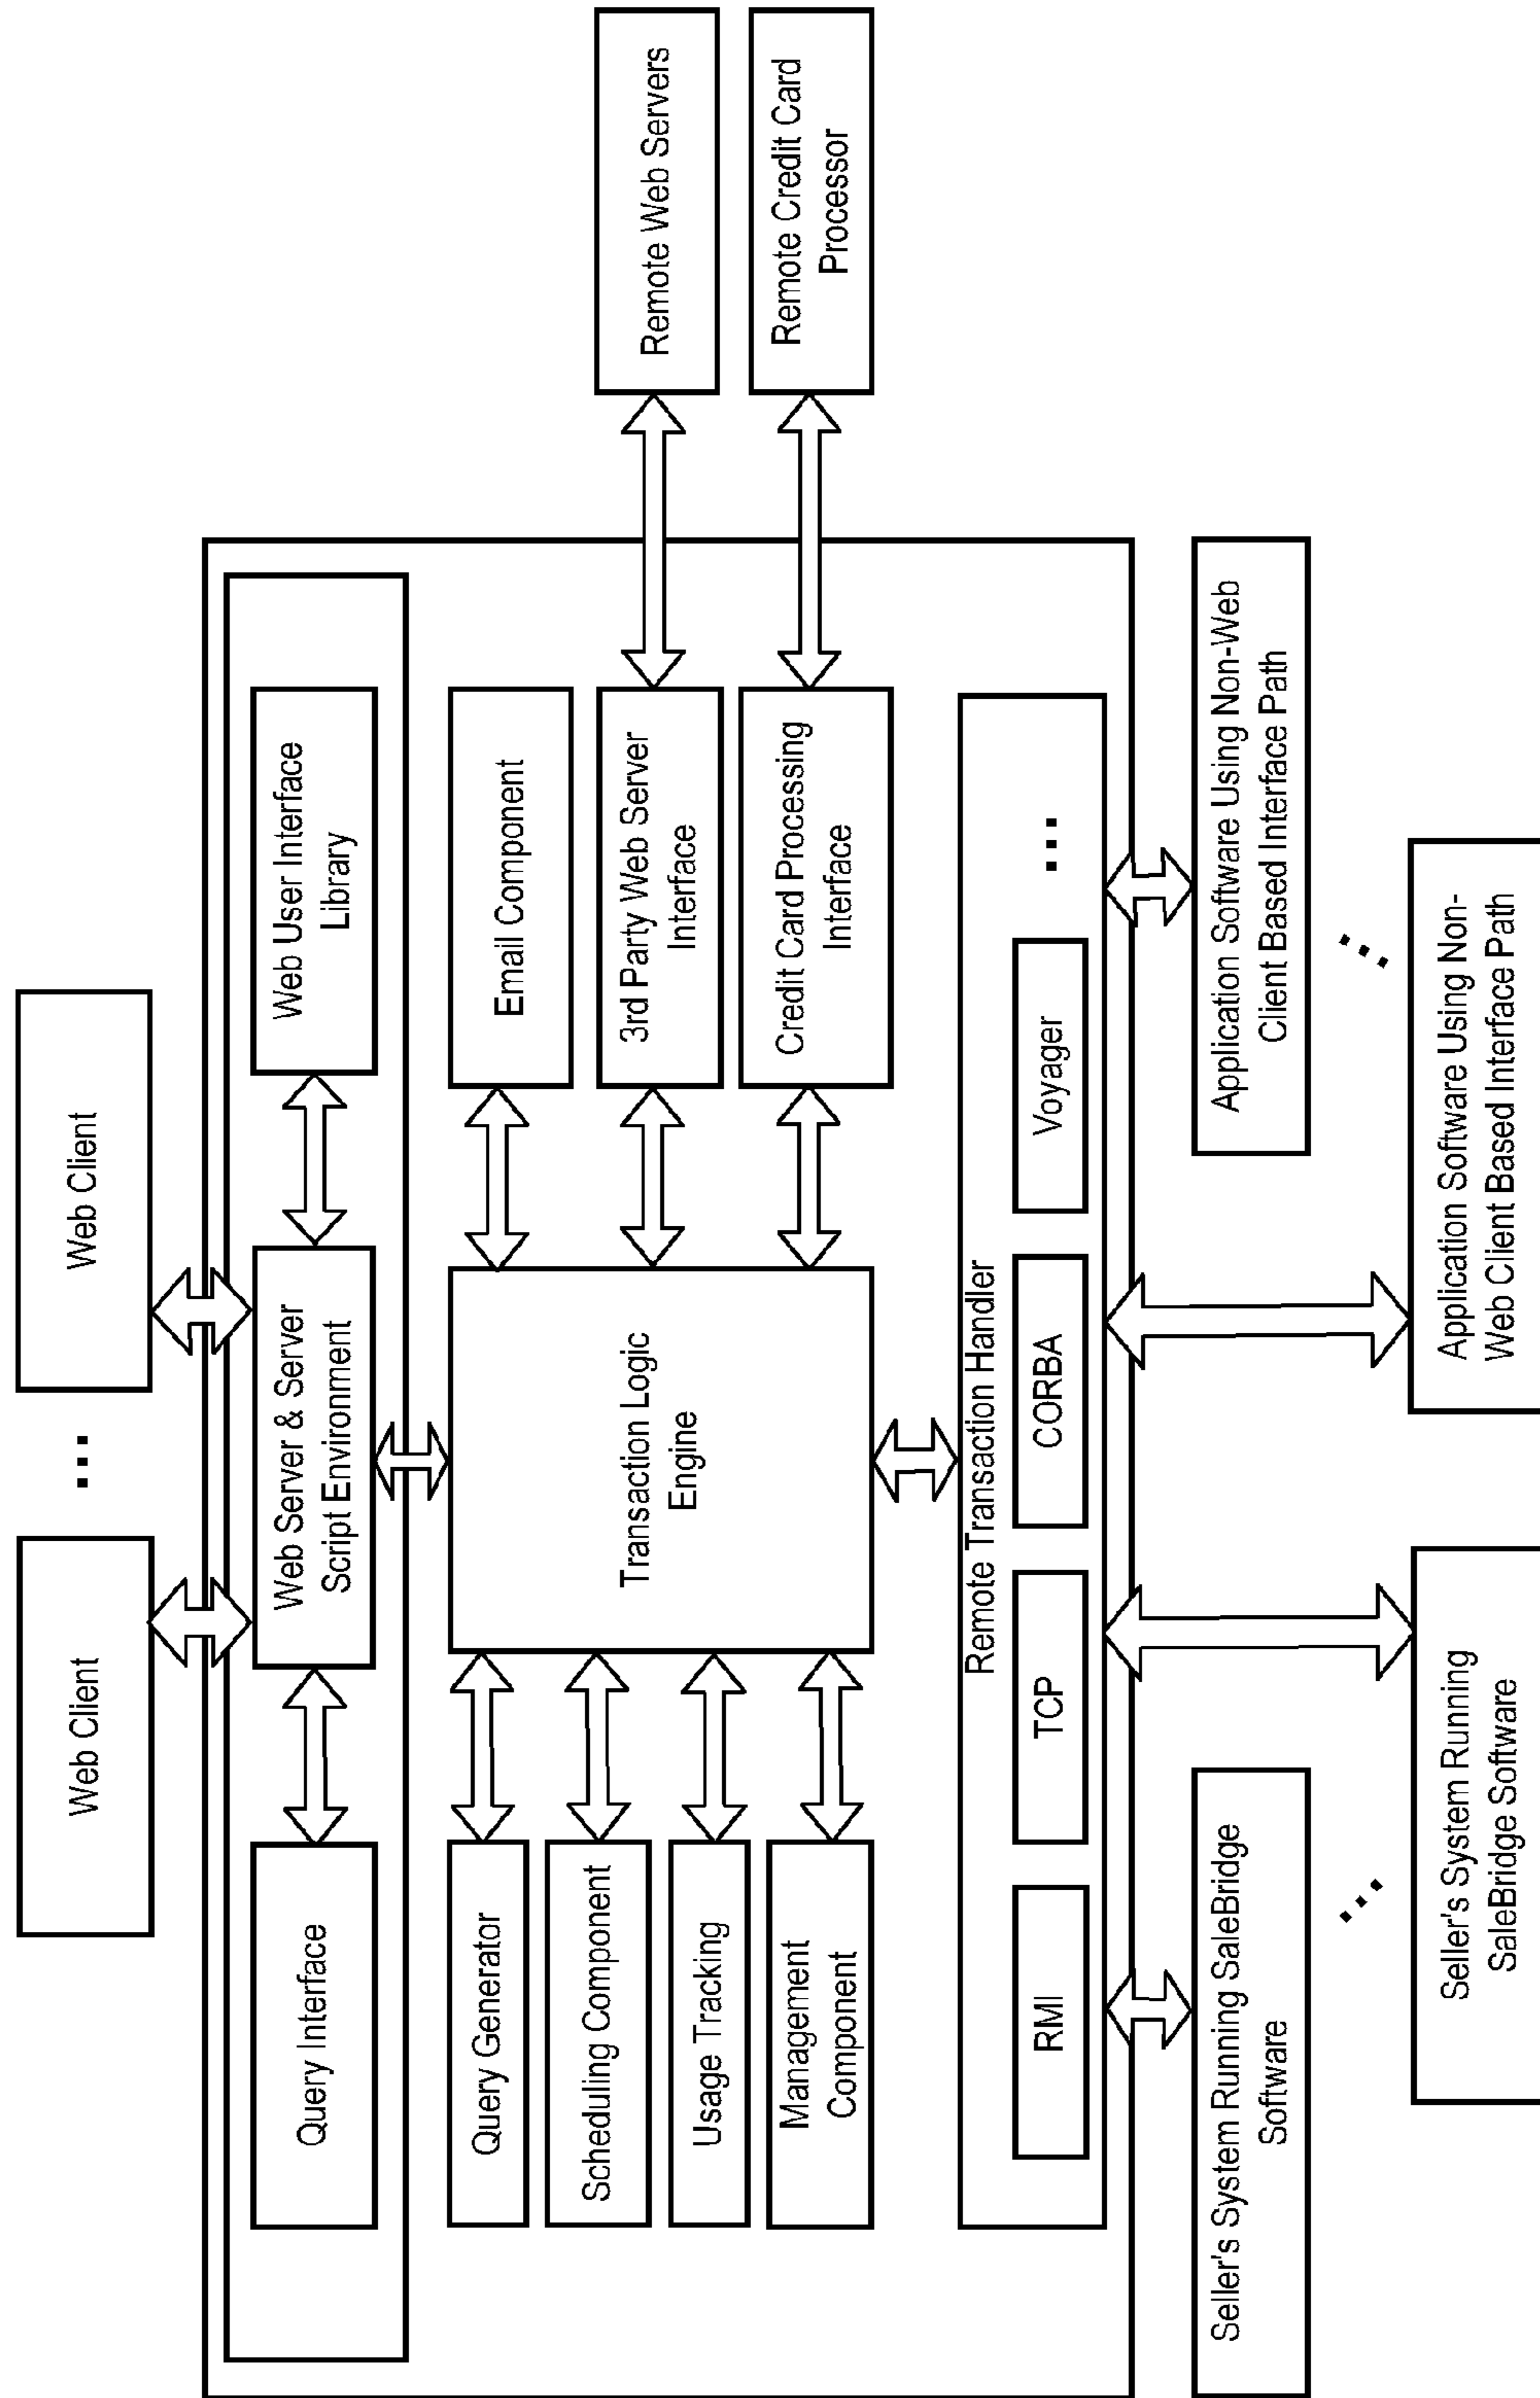 Web Client
...
Web Client
Query Interface
Web Server & Server
Script Environment
Web User Interface
Library
Query Generator
Scheduling Component
Usage Tracking
Management
Component
Transaction Logic
Engine
Email Component
3rd Party Web Server
Interface
Credit Card Processing
Interface
Remote Web Servers
Remote Credit Card
Processor
Remote Transaction Handler
RMI
TCP
CORBA
Voyager
...
Seller's System Running SaleBridge
Software
...
Seller's System Running
SaleBridge Software
Application Software Using Non-Web
Client Based Interface Path
...
Application Software Using Non-
Web Client Based Interface Path